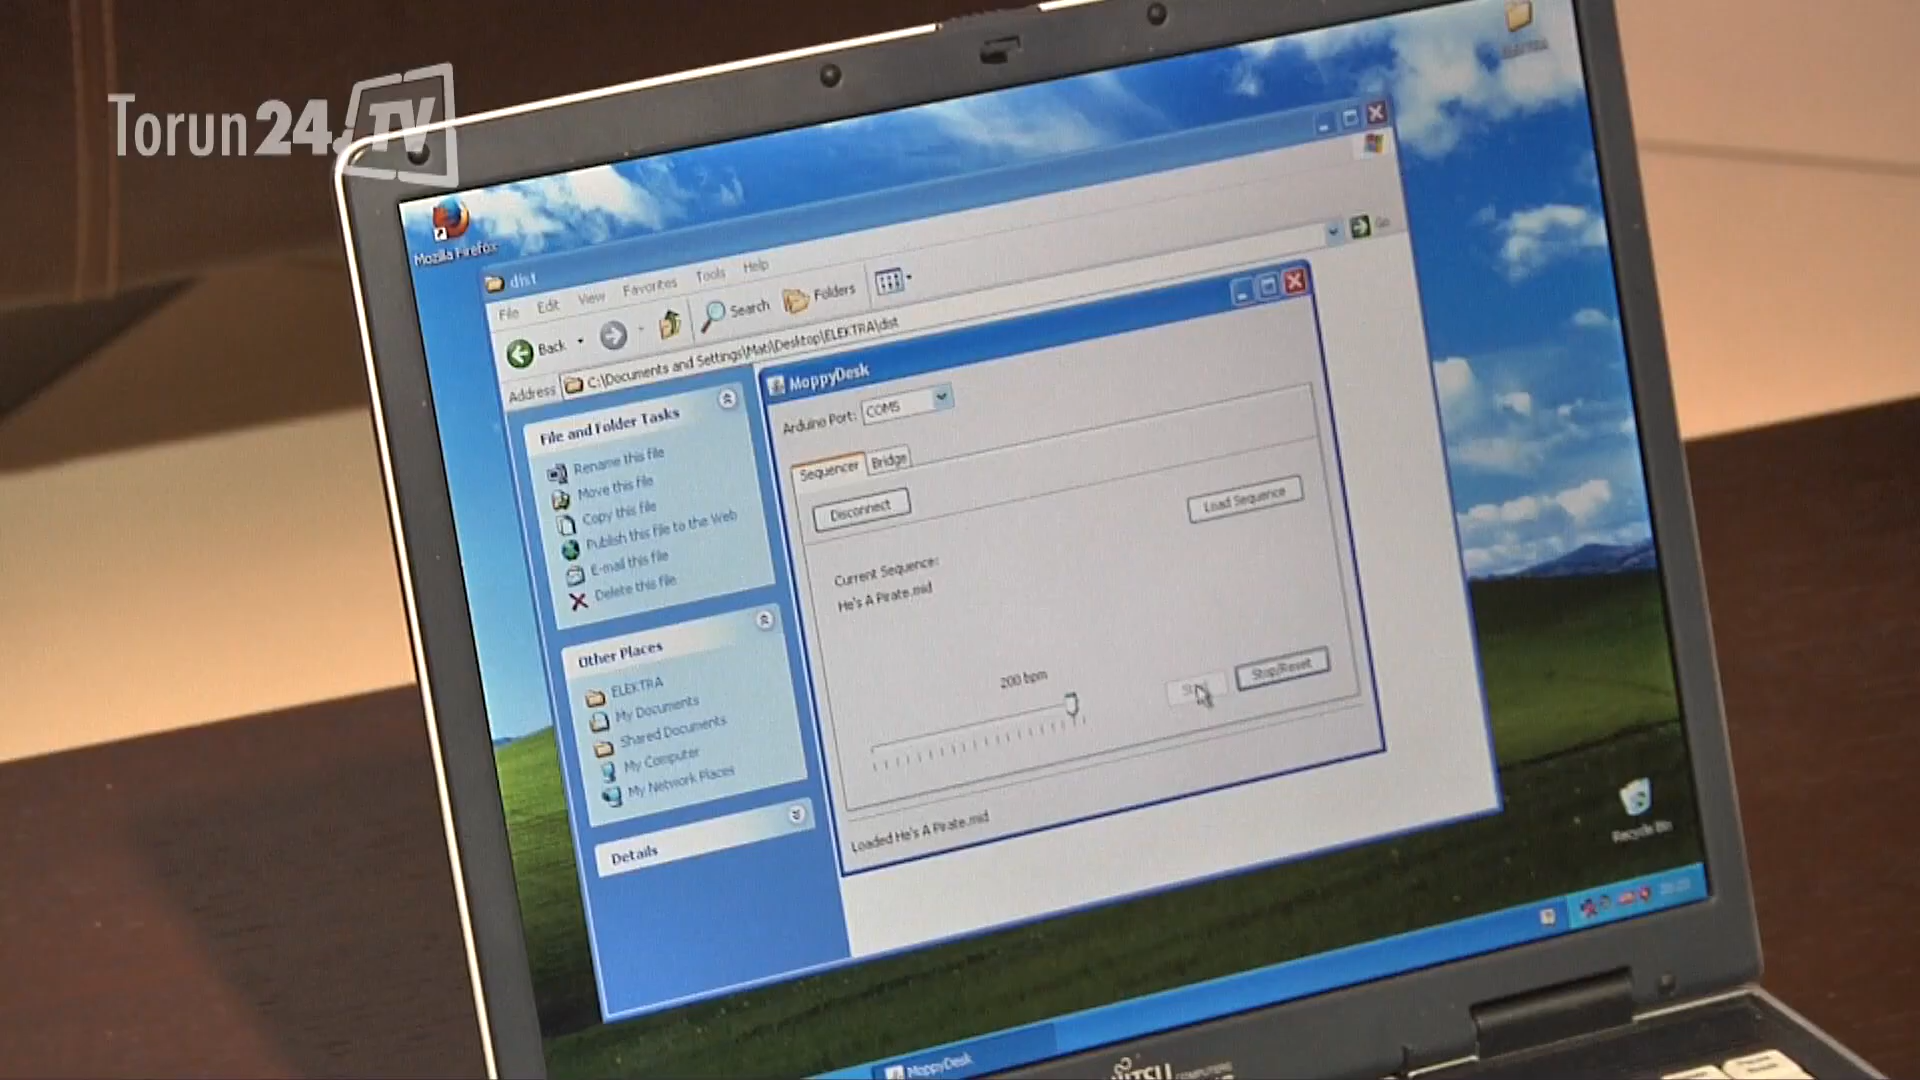 Torun24.TV
Mozilla Firefox
dist
File Edit View Favorites Tools Help
Back Search Folders
Address C:\Documents and Settings\Mati\Desktop\ELEKTRA\dist Go
File and Folder Tasks
Rename this file
Move this file
Copy this file
Publish this file to the Web
E-mail this file
Delete this file
Other Places
ELEKTRA
My Documents
Shared Documents
My Computer
My Network Places
Details
MoppyDesk
Arduino Port: COM5
Sequencer Bridge
Disconnect Load Sequence
Current Sequence:
He's A Pirate.mid
200 bpm
Stop/Reset
Loaded He's A Pirate.mid
ELEKTRA
Recycle Bin
MoppyDesk
COMPUTERS